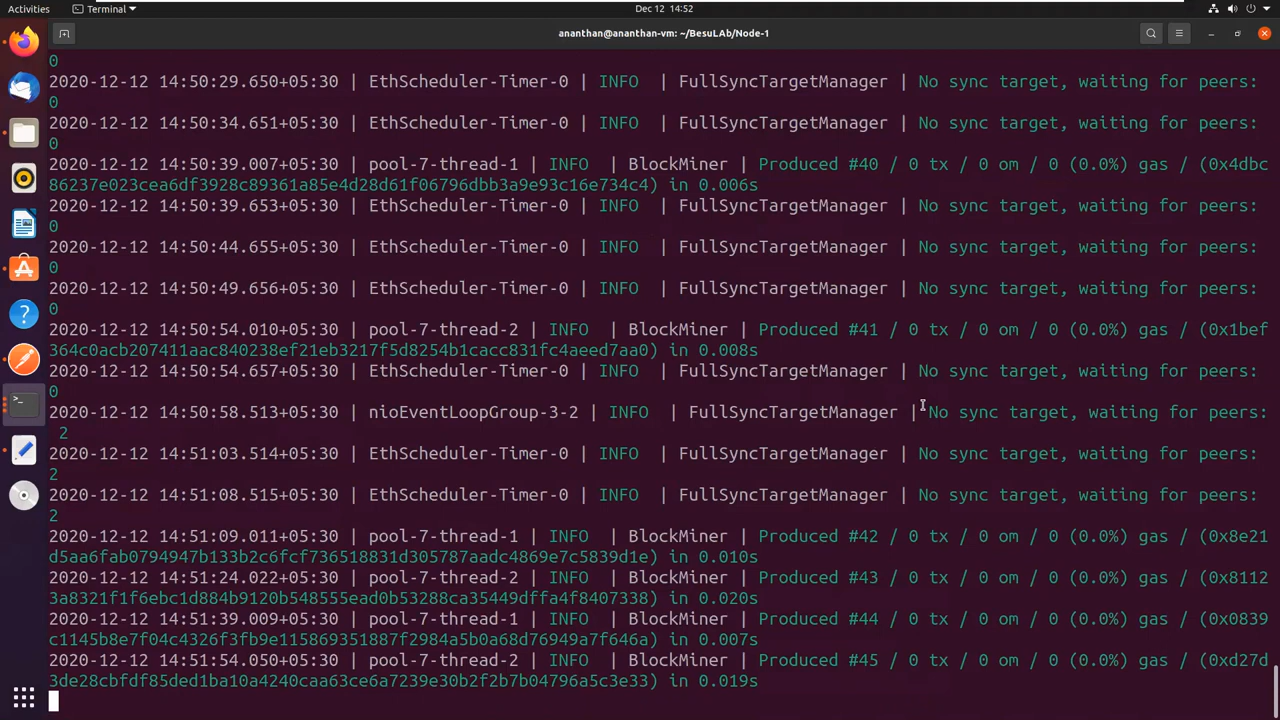 Activities
Terminal
Dec 12 14:52
ananthan@ananthan-vm: ~/BesuLAb/Node-1
0
2020-12-12 14:50:29.650+05:30 | EthScheduler-Timer-0 | INFO  | FullSyncTargetManager | No sync target, waiting for peers:
0
2020-12-12 14:50:34.651+05:30 | EthScheduler-Timer-0 | INFO  | FullSyncTargetManager | No sync target, waiting for peers:
0
2020-12-12 14:50:39.007+05:30 | pool-7-thread-1 | INFO  | BlockMiner | Produced #40 / 0 tx / 0 om / 0 (0.0%) gas / (0x4dbc
86237e023cea6df3928c89361a85e4d28d61f06796dbb3a9e93c16e734c4) in 0.006s
2020-12-12 14:50:39.653+05:30 | EthScheduler-Timer-0 | INFO  | FullSyncTargetManager | No sync target, waiting for peers:
0
2020-12-12 14:50:44.655+05:30 | EthScheduler-Timer-0 | INFO  | FullSyncTargetManager | No sync target, waiting for peers:
0
2020-12-12 14:50:49.656+05:30 | EthScheduler-Timer-0 | INFO  | FullSyncTargetManager | No sync target, waiting for peers:
0
2020-12-12 14:50:54.010+05:30 | pool-7-thread-2 | INFO  | BlockMiner | Produced #41 / 0 tx / 0 om / 0 (0.0%) gas / (0x1bef
364c0acb207411aac840238ef21eb3217f5d8254b1cacc831fc4aeed7aa0) in 0.008s
2020-12-12 14:50:54.657+05:30 | EthScheduler-Timer-0 | INFO  | FullSyncTargetManager | No sync target, waiting for peers:
0
2020-12-12 14:50:58.513+05:30 | nioEventLoopGroup-3-2 | INFO  | FullSyncTargetManager | No sync target, waiting for peers:
2
2020-12-12 14:51:03.514+05:30 | EthScheduler-Timer-0 | INFO  | FullSyncTargetManager | No sync target, waiting for peers:
2
2020-12-12 14:51:08.515+05:30 | EthScheduler-Timer-0 | INFO  | FullSyncTargetManager | No sync target, waiting for peers:
2
2020-12-12 14:51:09.011+05:30 | pool-7-thread-1 | INFO  | BlockMiner | Produced #42 / 0 tx / 0 om / 0 (0.0%) gas / (0x8e21
d5aa6fab0794947b133b2c6fcf736518831d305787aadc4869e7c5839d1e) in 0.010s
2020-12-12 14:51:24.022+05:30 | pool-7-thread-2 | INFO  | BlockMiner | Produced #43 / 0 tx / 0 om / 0 (0.0%) gas / (0x8112
3a8321f1f6ebc1d884b9120b548555ead0b53288ca35449dffa4f8407338) in 0.020s
2020-12-12 14:51:39.009+05:30 | pool-7-thread-1 | INFO  | BlockMiner | Produced #44 / 0 tx / 0 om / 0 (0.0%) gas / (0x0839
c1145b8e7f04c4326f3fb9e115869351887f2984a5b0a68d76949a7f646a) in 0.007s
2020-12-12 14:51:54.050+05:30 | pool-7-thread-2 | INFO  | BlockMiner | Produced #45 / 0 tx / 0 om / 0 (0.0%) gas / (0xd27d
3de28cbfdf85ded1ba10a4240caa63ce6a7239e30b2f2b7b04796a5c3e33) in 0.019s